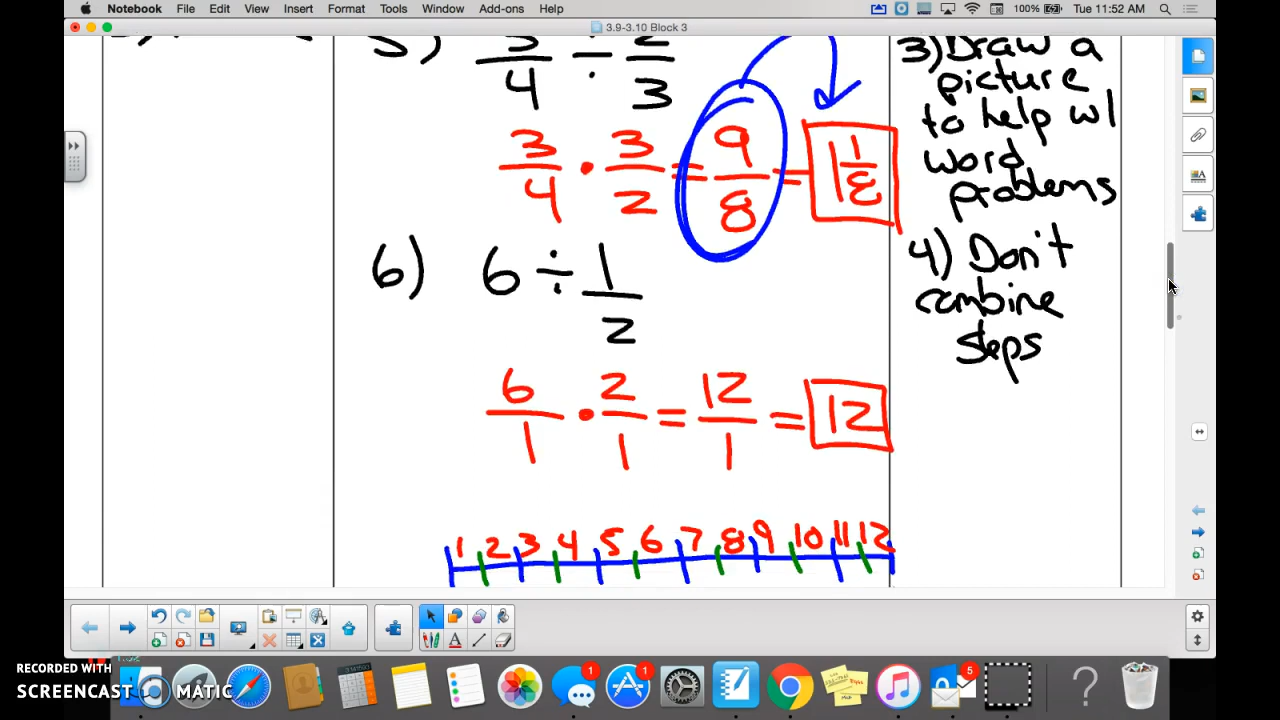 Notebook File Edit View Insert Format Tools Window Add-ons Help 100% Tue 11:52 AM
3.9-3.10 Block 3
5) 3/4 ÷ 2/3
3/4 • 3/2 = 9/8 = 1 1/8
6) 6 ÷ 1/2
6/1 • 2/1 = 12/1 = 12
1 2 3 4 5 6 7 8 9 10 11 12
3) Draw a
picture
to help w/
word
problems
4) Don't
combine
steps
RECORDED WITH
SCREENCAST MATIC
1
1
5